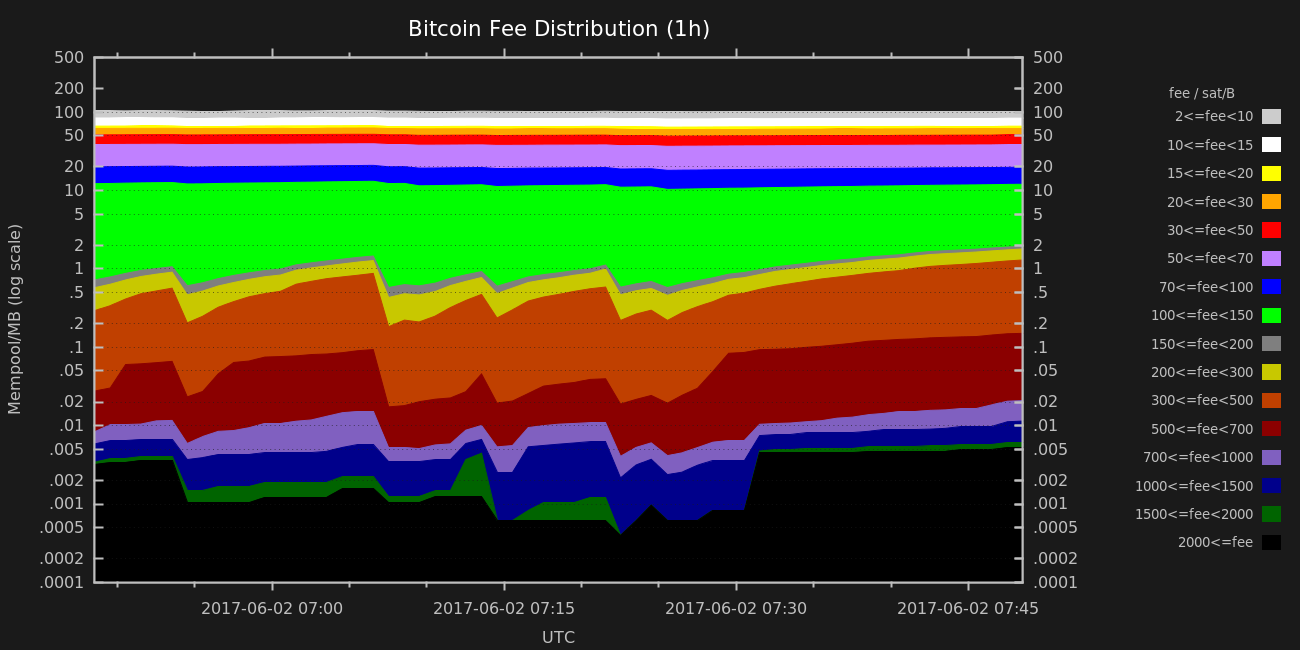 Bitcoin Fee Distribution (1h)
Mempool/MB (log scale)
500
200
100
50
20
10
5
2
1
.5
.2
.1
.05
.02
.01
.005
.002
.001
.0005
.0002
.0001
500
200
100
50
20
10
5
2
1
.5
.2
.1
.05
.02
.01
.005
.002
.001
.0005
.0002
.0001
fee / sat/B
2<=fee<10
10<=fee<15
15<=fee<20
20<=fee<30
30<=fee<50
50<=fee<70
70<=fee<100
100<=fee<150
150<=fee<200
200<=fee<300
300<=fee<500
500<=fee<700
700<=fee<1000
1000<=fee<1500
1500<=fee<2000
2000<=fee
2017-06-02 07:00 2017-06-02 07:15 2017-06-02 07:30 2017-06-02 07:45
UTC